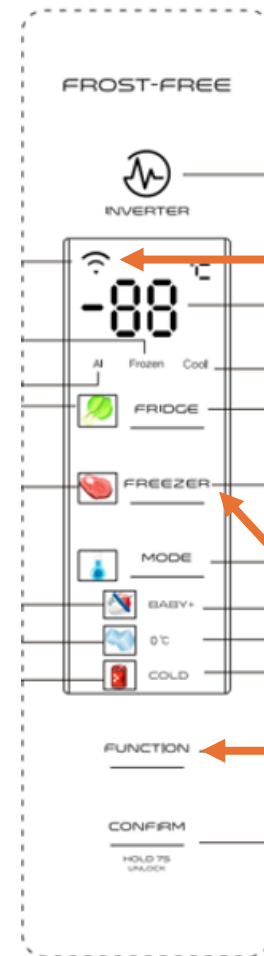 FROST-FREE
INVERTER
℃
-88
AI Frozen Cool
FRIDGE
FREEZER
MODE
BABY+
0℃
COLD
FUNCTION
CONFIRM
HOLD 7S
UNLOCK